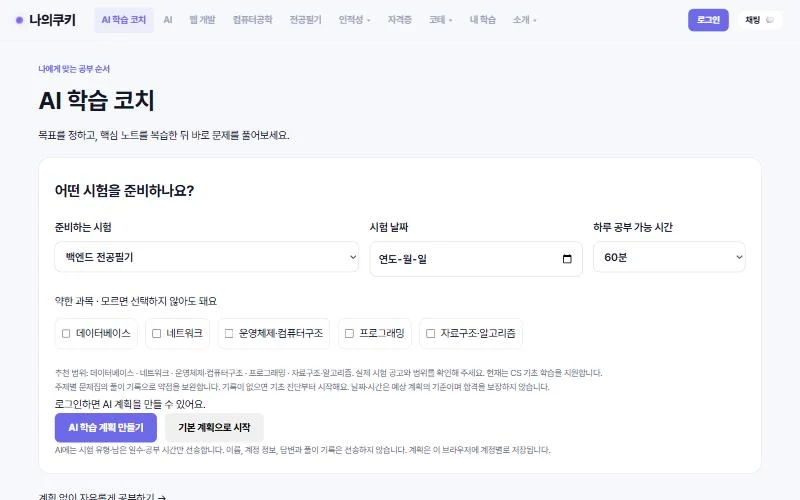 나의쿠키
AI 학습 코치
AI
웹 개발
컴퓨터공학
전공필기
인적성
자격증
코테
내 학습
소개
로그인
채팅
나에게 맞는 공부 순서
AI 학습 코치
목표를 정하고, 핵심 노트를 복습한 뒤 바로 문제를 풀어보세요.
어떤 시험을 준비하나요?
준비하는 시험
시험 날짜
하루 공부 가능 시간
백엔드 전공필기
연도-월-일
60분
약한 과목 · 모르면 선택하지 않아도 돼요
데이터베이스
네트워크
운영체제·컴퓨터구조
프로그래밍
자료구조·알고리즘
추천 범위: 데이터베이스 · 네트워크 · 운영체제·컴퓨터구조 · 프로그래밍 · 자료구조·알고리즘. 실제 시험 공고와 범위를 확인해 주세요. 현재는 CS 기초 학습을 지원합니다.
주제별 문제집의 풀이 기록으로 약점을 보완합니다. 기록이 없으면 기초 진단부터 시작해요. 날짜·시간은 예상 계획의 기준이며 합격을 보장하지 않습니다.
로그인하면 AI 계획을 만들 수 있어요.
AI 학습 계획 만들기
기본 계획으로 시작
AI에는 시험 유형·남은 일수·공부 시간만 전송합니다. 이름, 계정 정보, 답변과 풀이 기록은 전송하지 않습니다. 계획은 이 브라우저에 계정별로 저장됩니다.
계획 없이 자유롭게 공부하기 →